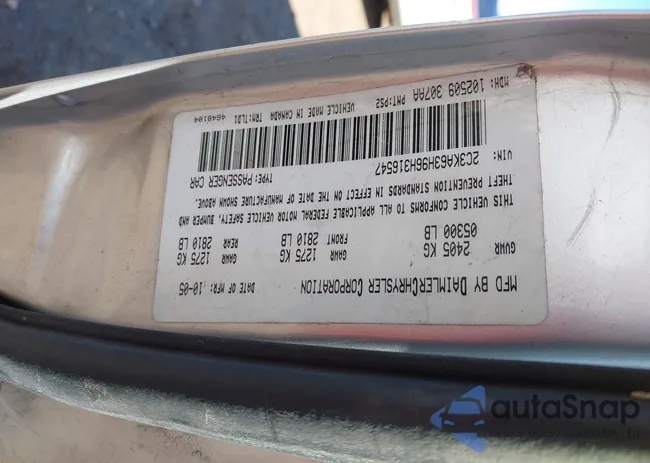 MFD BY DAIMLERCHRYSLER CORPORATION
DATE OF MFR: 10-05
GVWR
2405 KG
05300 LB
GAWR FRONT
1275 KG
2810 LB
GAWR REAR
1275 KG
2810 LB
THIS VEHICLE CONFORMS TO ALL APPLICABLE FEDERAL MOTOR VEHICLE SAFETY, BUMPER AND
THEFT PREVENTION STANDARDS IN EFFECT ON THE DATE OF MANUFACTURE SHOWN ABOVE.
VIN: 2C3KA63H96H316547
TYPE: PASSENGER CAR
MDH: 102509 307AA PNT: PS2
VEHICLE MADE IN CANADA TRM: TLD1
4648104
autaSnap